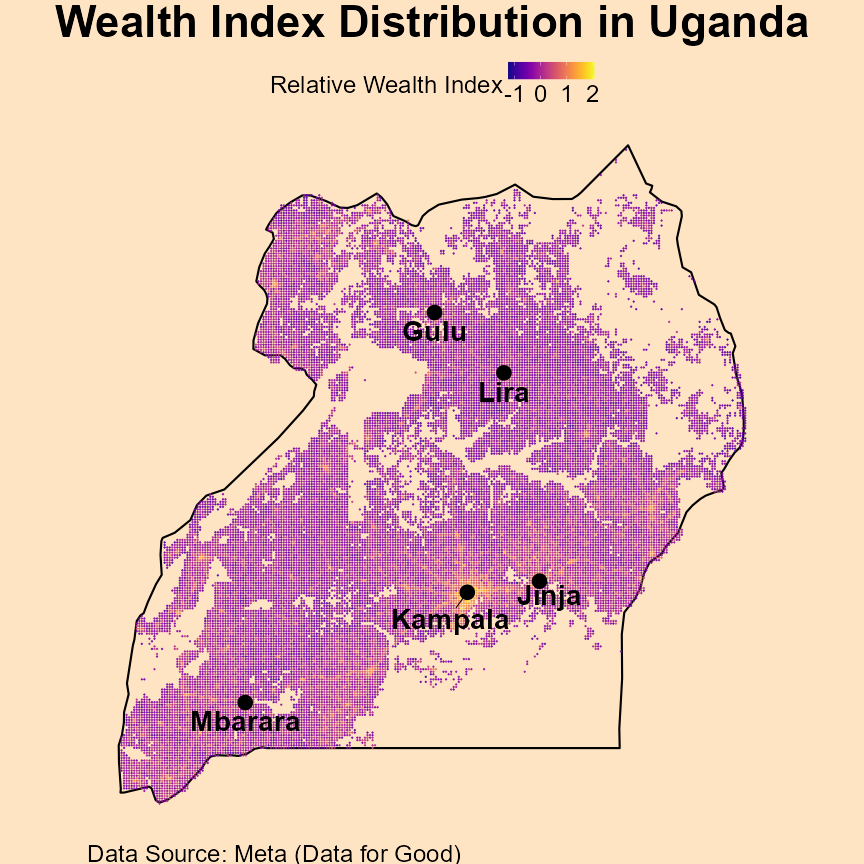 Wealth Index Distribution in Uganda
Relative Wealth Index
-1 0 1 2
Gulu
Lira
Jinja
Kampala
Mbarara
Data Source: Meta (Data for Good)